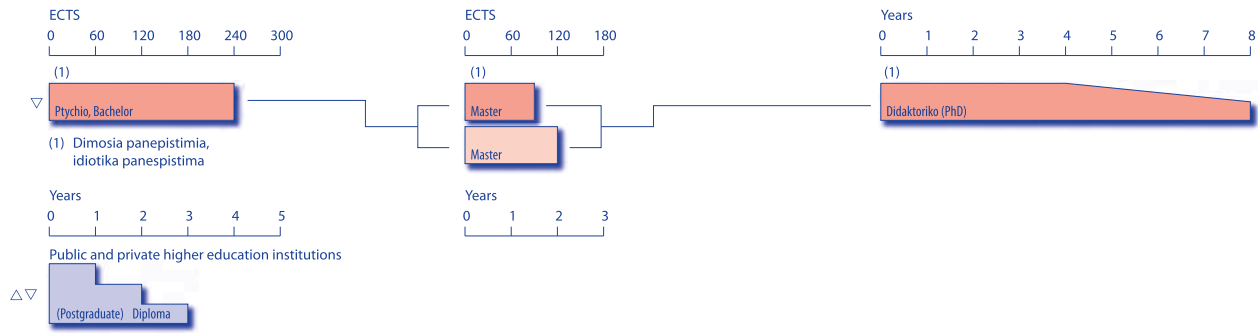 ECTS
0 60 120 180 240 300
(1)
Ptychio, Bachelor
(1) Dimosia panepistimia,
idiotika panespistima
Years
0 1 2 3 4 5
Public and private higher education institutions
(Postgraduate) Diploma
ECTS
0 60 120 180
(1)
Master
Master
Years
0 1 2 3
Years
0 1 2 3 4 5 6 7 8
(1)
Didaktoriko (PhD)